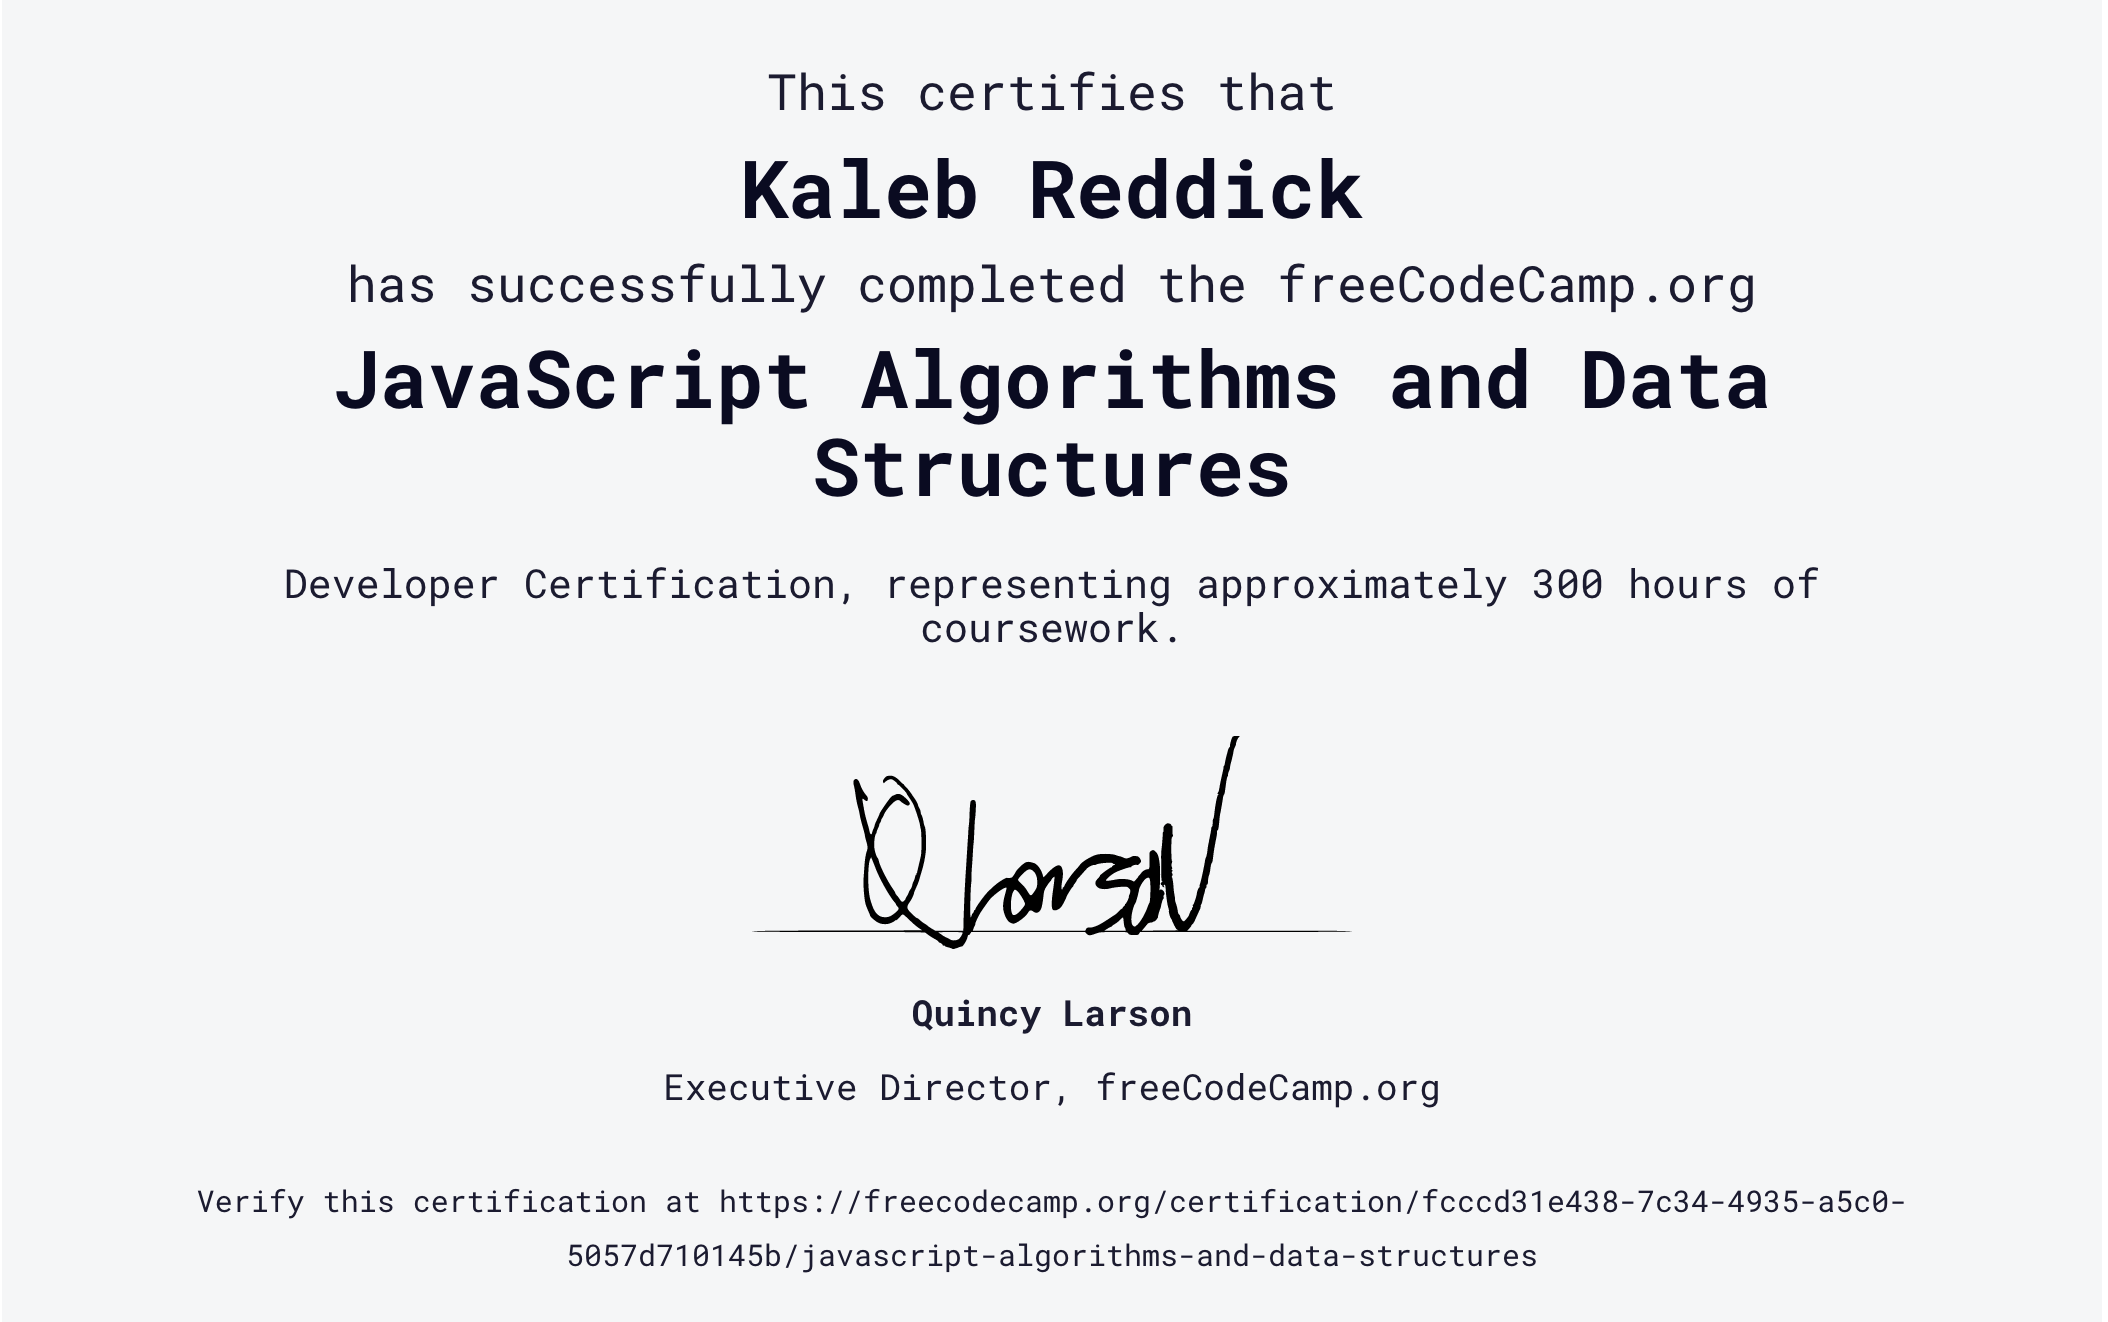 This certifies that
Kaleb Reddick
has successfully completed the freeCodeCamp.org
JavaScript Algorithms and Data
Structures
Developer Certification, representing approximately 300 hours of
coursework.
Q Larson
Quincy Larson
Executive Director, freeCodeCamp.org
Verify this certification at https://freecodecamp.org/certification/fcccd31e438-7c34-4935-a5c0-
5057d710145b/javascript-algorithms-and-data-structures